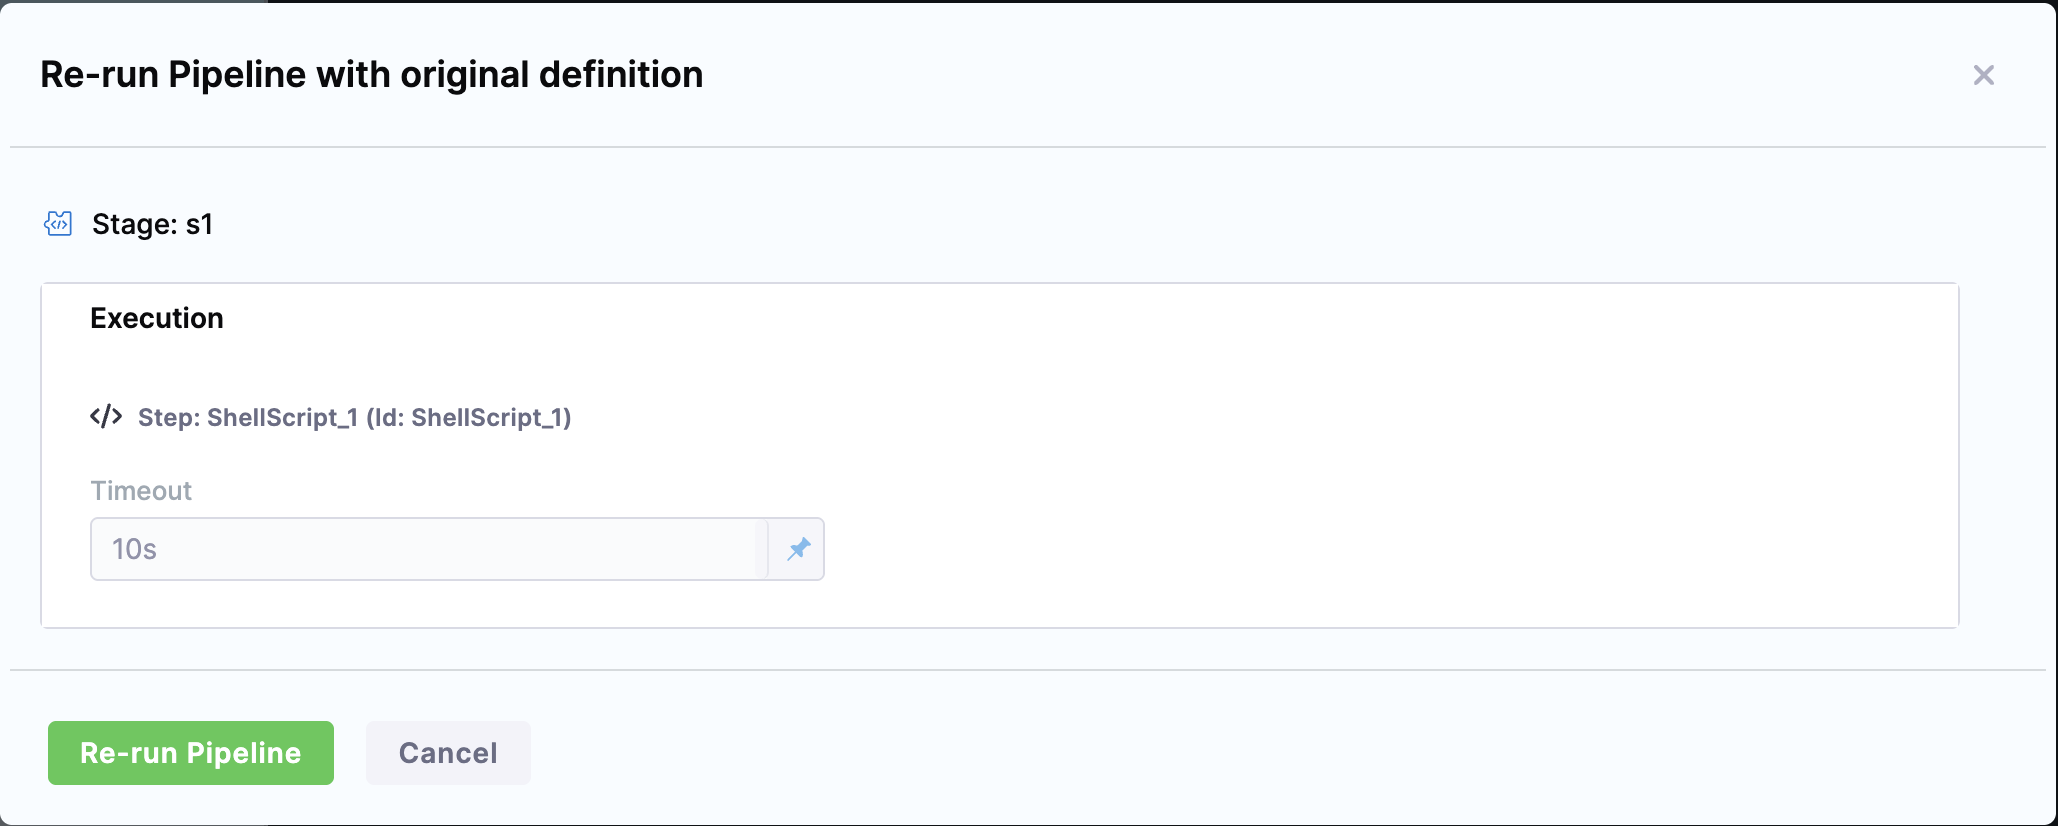 Re-run Pipeline with original definition
Stage: s1
Execution
</> Step: ShellScript_1 (Id: ShellScript_1)
Timeout
10s
Re-run Pipeline
Cancel